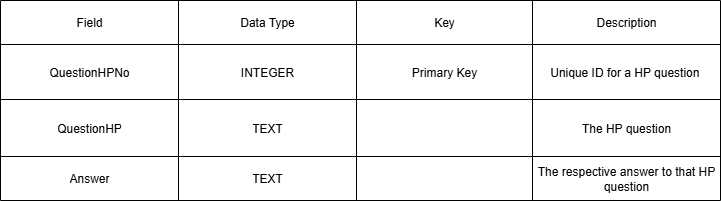 Field Data Type Key Description
QuestionHPNo INTEGER Primary Key Unique ID for a HP question
QuestionHP TEXT The HP question
Answer TEXT The respective answer to that HP
question